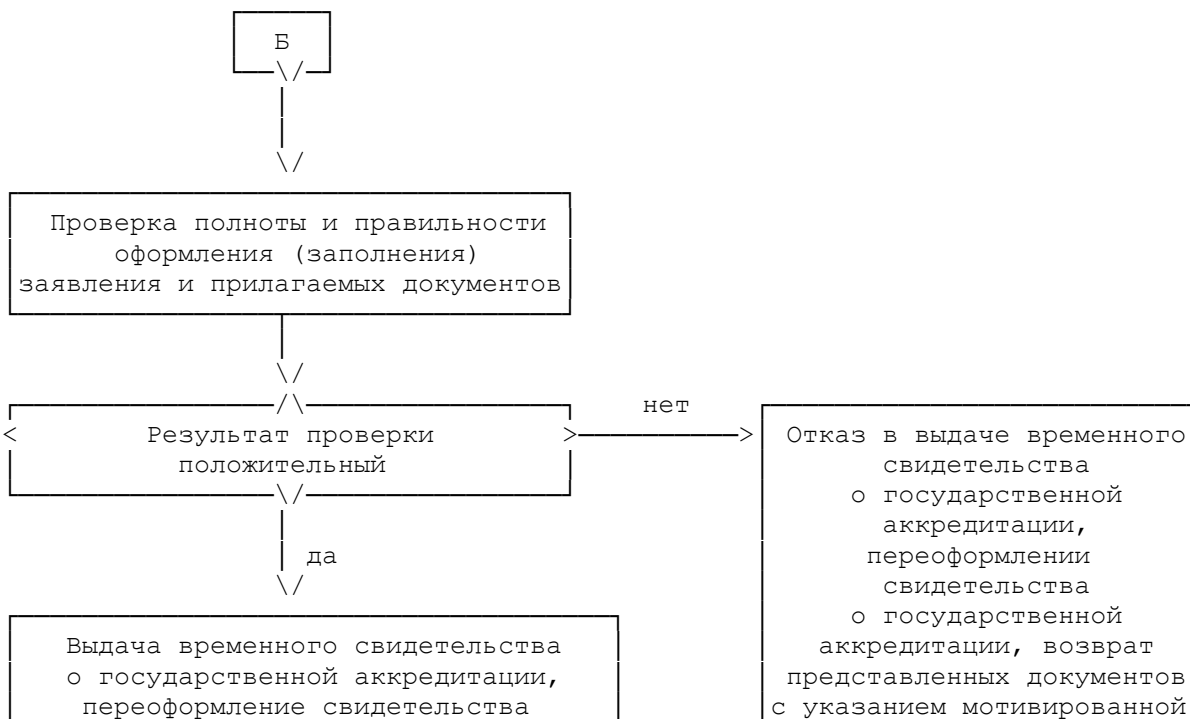 Б
Проверка полноты и правильности
оформления (заполнения)
заявления и прилагаемых документов
нет
Результат проверки
положительный
Отказ в выдаче временного
свидетельства
о государственной
аккредитации,
переоформлении
свидетельства
о государственной
аккредитации, возврат
представленных документов
с указанием мотивированной
да
Выдача временного свидетельства
о государственной аккредитации,
переоформление свидетельства